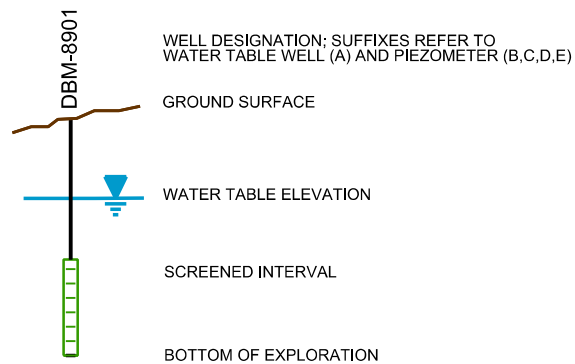 DBM-8901
WELL DESIGNATION; SUFFIXES REFER TO
WATER TABLE WELL (A) AND PIEZOMETER (B,C,D,E)
GROUND SURFACE
WATER TABLE ELEVATION
SCREENED INTERVAL
BOTTOM OF EXPLORATION